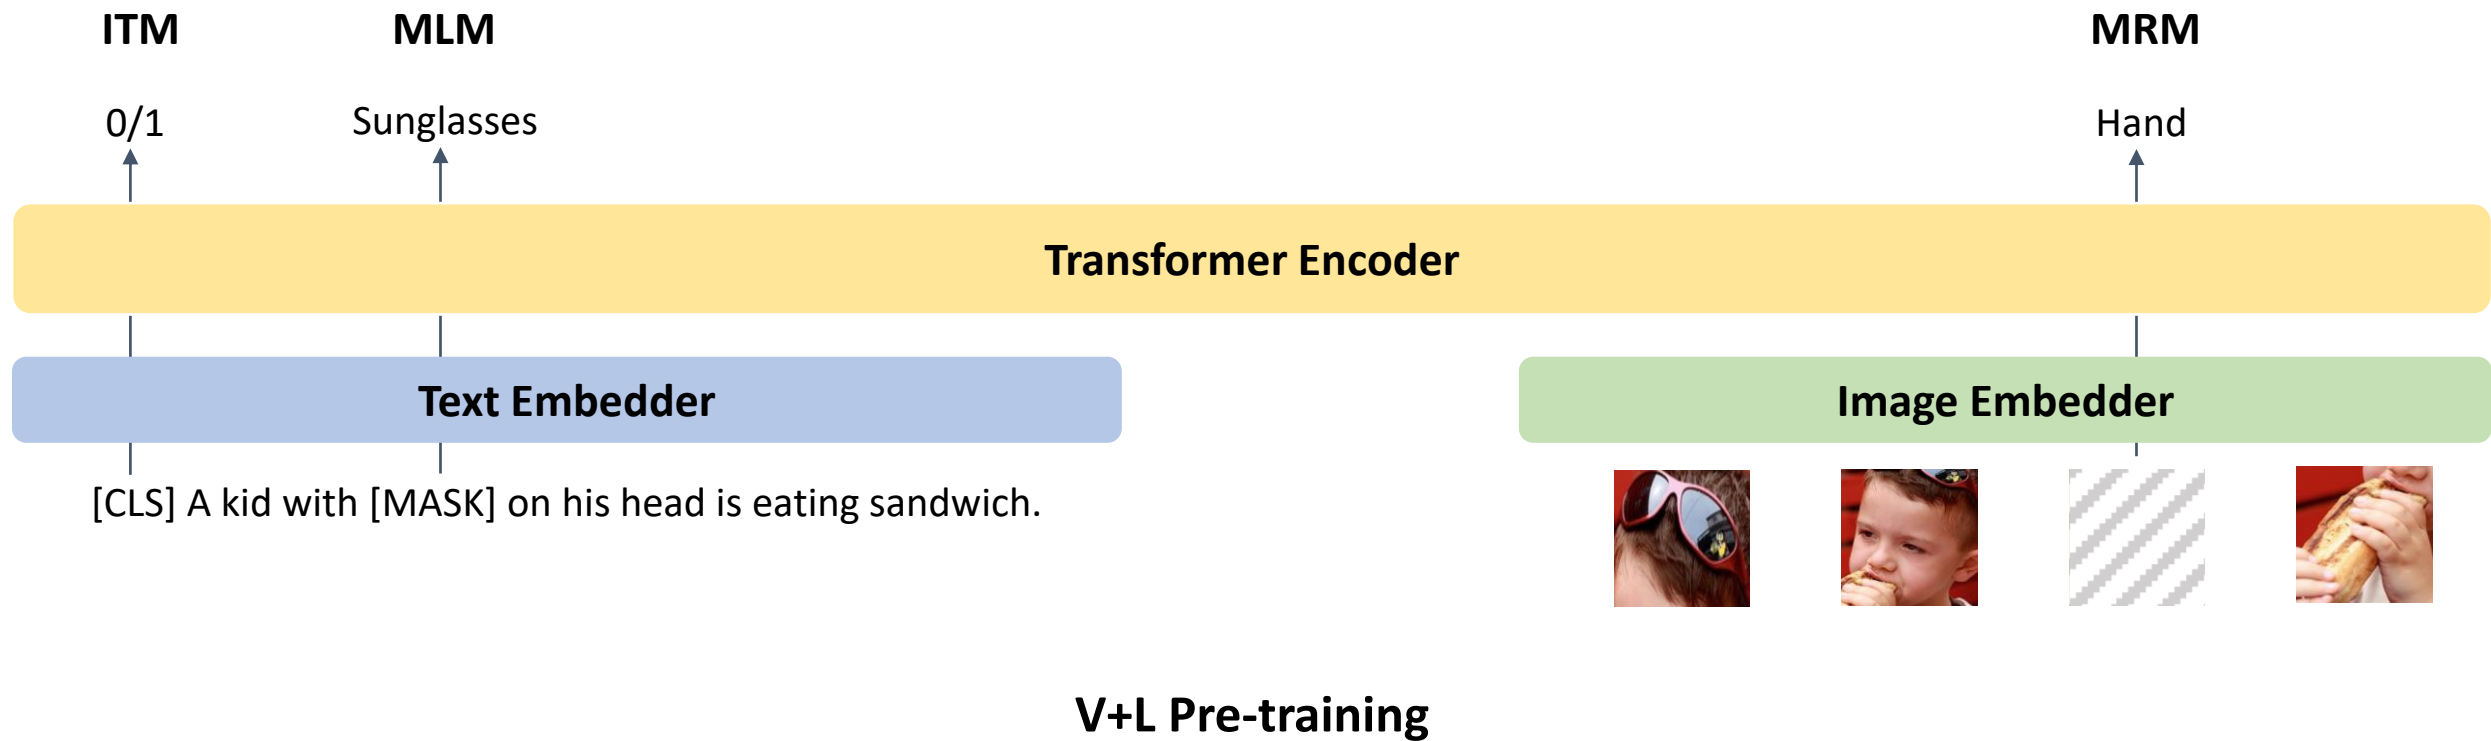 ITM MLM MRM
0/1 Sunglasses Hand
Transformer Encoder
Text Embedder Image Embedder
[CLS] A kid with [MASK] on his head is eating sandwich.
V+L Pre-training